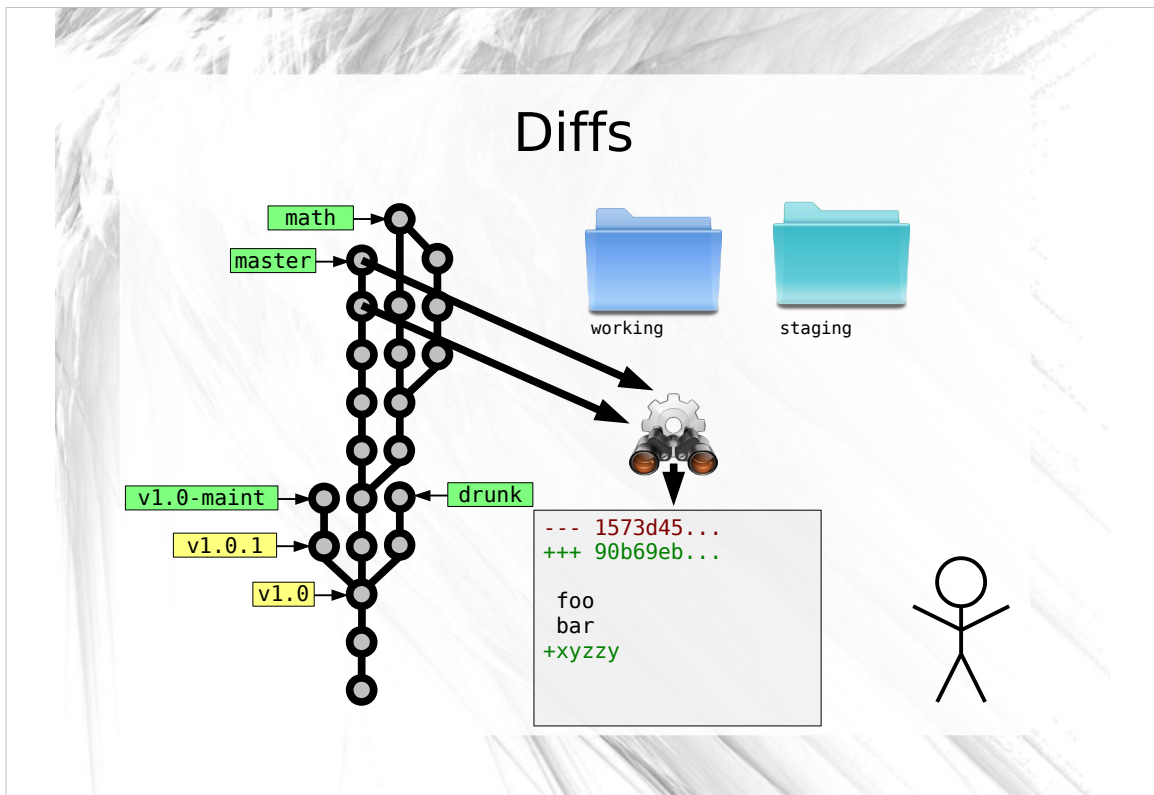 Diffs
math
master
working
staging
v1.0-maint
drunk
v1.0.1
v1.0
--- 1573d45...
+++ 90b69eb...
foo
bar
+xyzzy